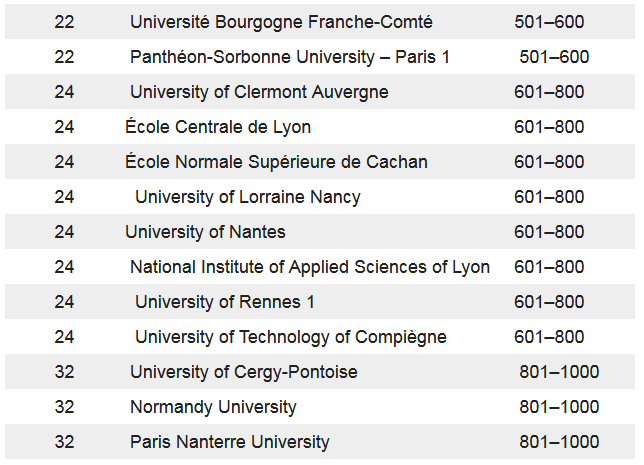 22 Université Bourgogne Franche-Comté 501–600
22 Panthéon-Sorbonne University – Paris 1 501–600
24 University of Clermont Auvergne 601–800
24 École Centrale de Lyon 601–800
24 École Normale Supérieure de Cachan 601–800
24 University of Lorraine Nancy 601–800
24 University of Nantes 601–800
24 National Institute of Applied Sciences of Lyon 601–800
24 University of Rennes 1 601–800
24 University of Technology of Compiègne 601–800
32 University of Cergy-Pontoise 801–1000
32 Normandy University 801–1000
32 Paris Nanterre University 801–1000